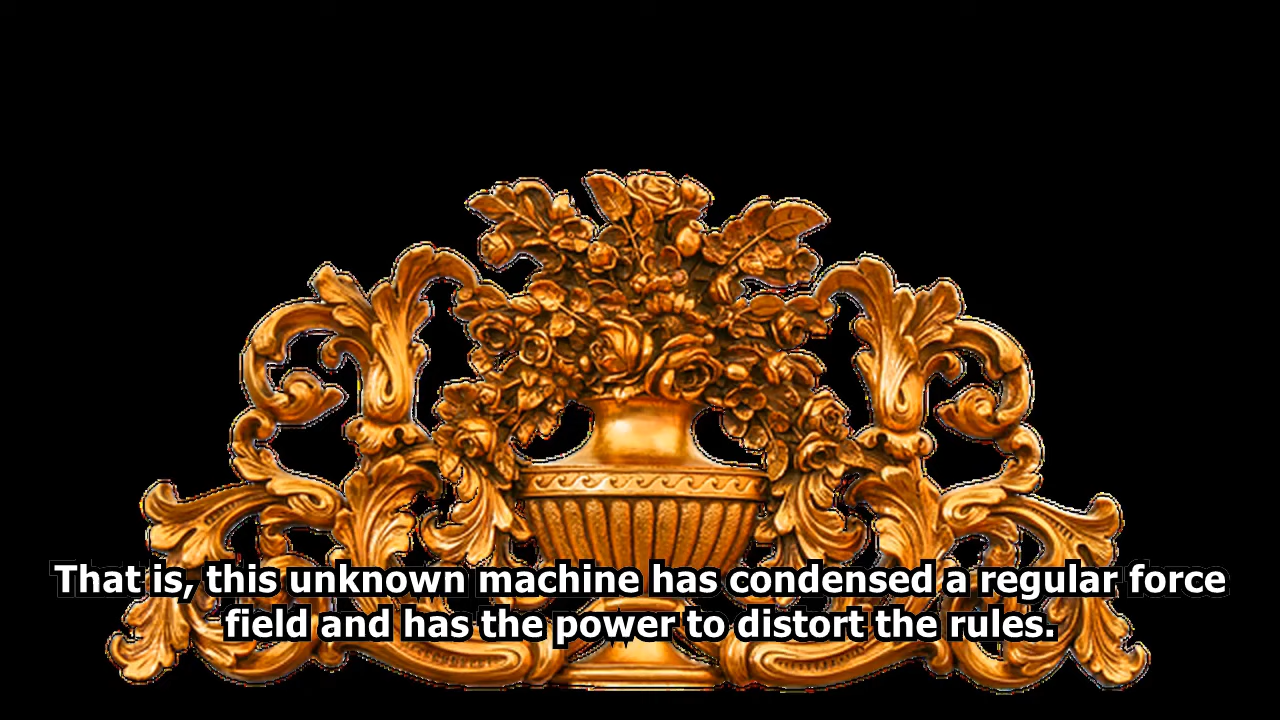 That is, this unknown machine has condensed a regular force
field and has the power to distort the rules.